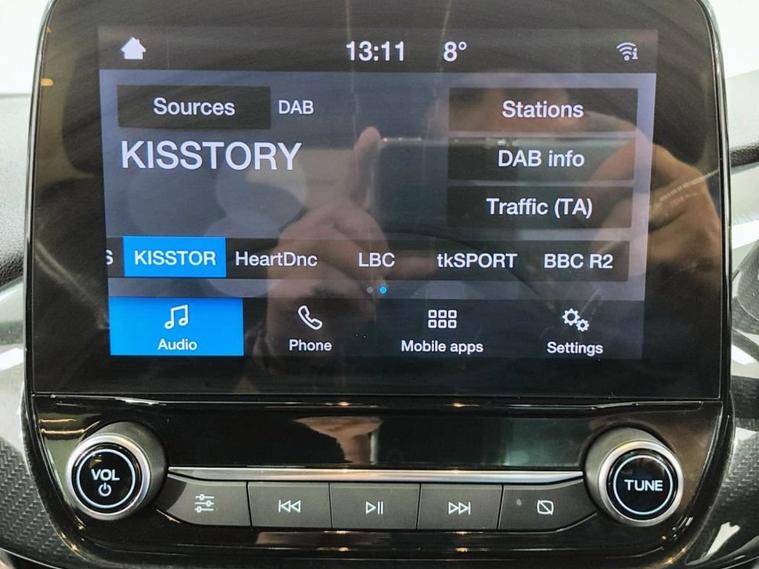 13:11 8°
Sources DAB Stations
KISSTORY DAB info
Traffic (TA)
S KISSTOR HeartDnc LBC tkSPORT BBC R2
Audio Phone Mobile apps Settings
VOL TUNE